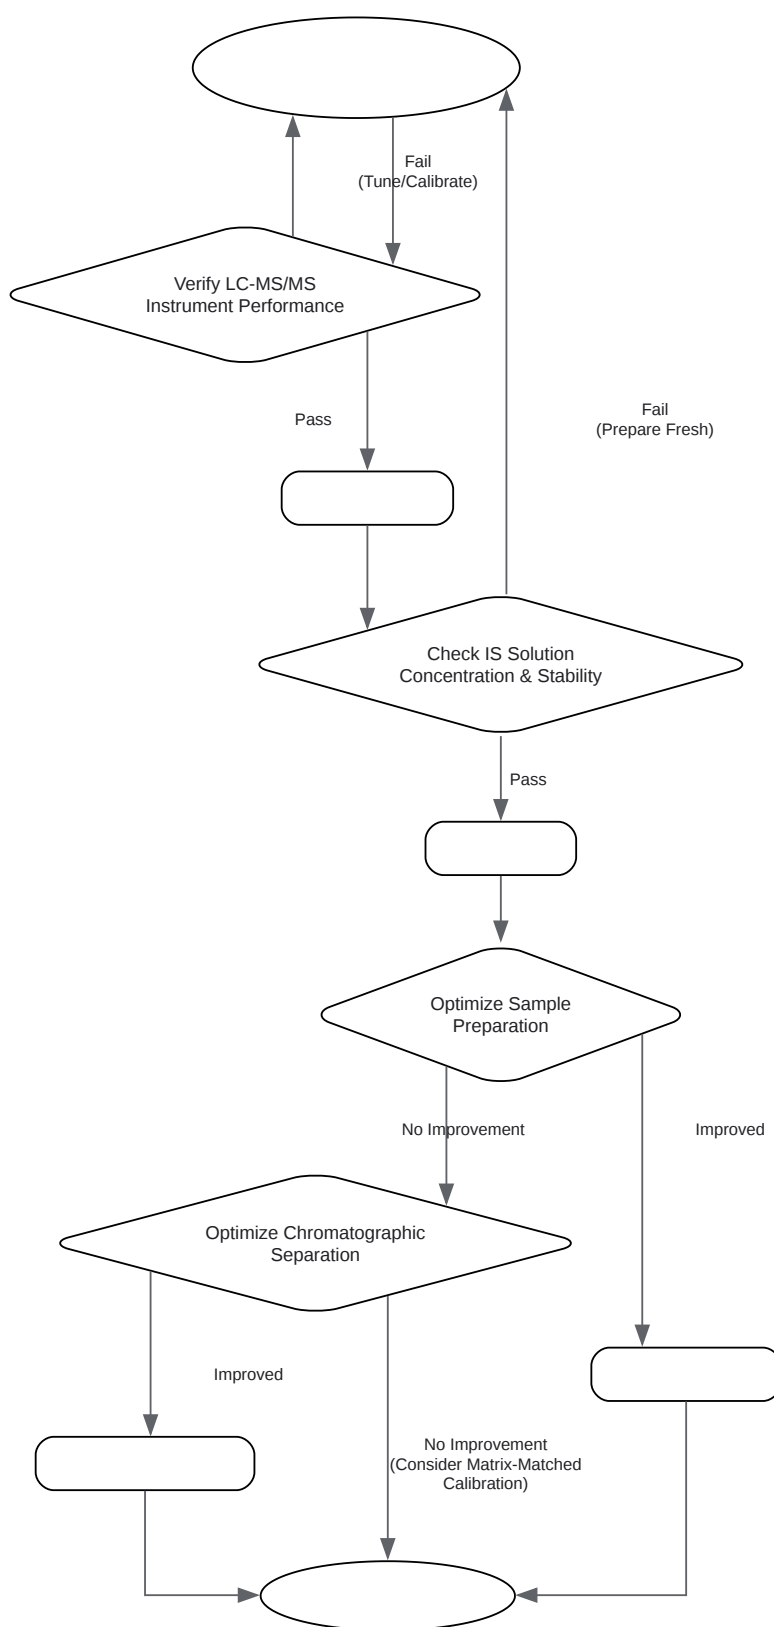 Fail
(Tune/Calibrate)
Verify LC-MS/MS
Instrument Performance
Pass
Fail
(Prepare Fresh)
Check IS Solution
Concentration & Stability
Pass
Optimize Sample
Preparation
No Improvement
Improved
Optimize Chromatographic
Separation
Improved
No Improvement
(Consider Matrix-Matched
Calibration)